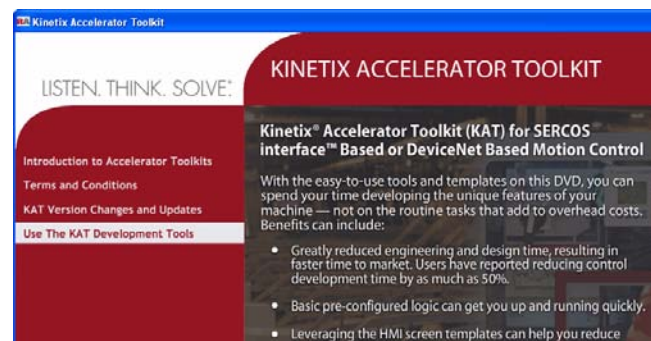 Kinetix Accelerator Toolkit
LISTEN. THINK. SOLVE.
KINETIX ACCELERATOR TOOLKIT
Introduction to Accelerator Toolkits
Terms and Conditions
KAT Version Changes and Updates
Use The KAT Development Tools
Kinetix® Accelerator Toolkit (KAT) for SERCOS
interface™ Based or DeviceNet Based Motion Control
With the easy-to-use tools and templates on this DVD, you can
spend your time developing the unique features of your
machine — not on the routine tasks that add to overhead costs.
Benefits can include:
• Greatly reduced engineering and design time, resulting in
faster time to market. Users have reported reducing control
development time by as much as 50%.
• Basic pre-configured logic can get you up and running quickly.
• Leveraging the HMI screen templates can help you reduce